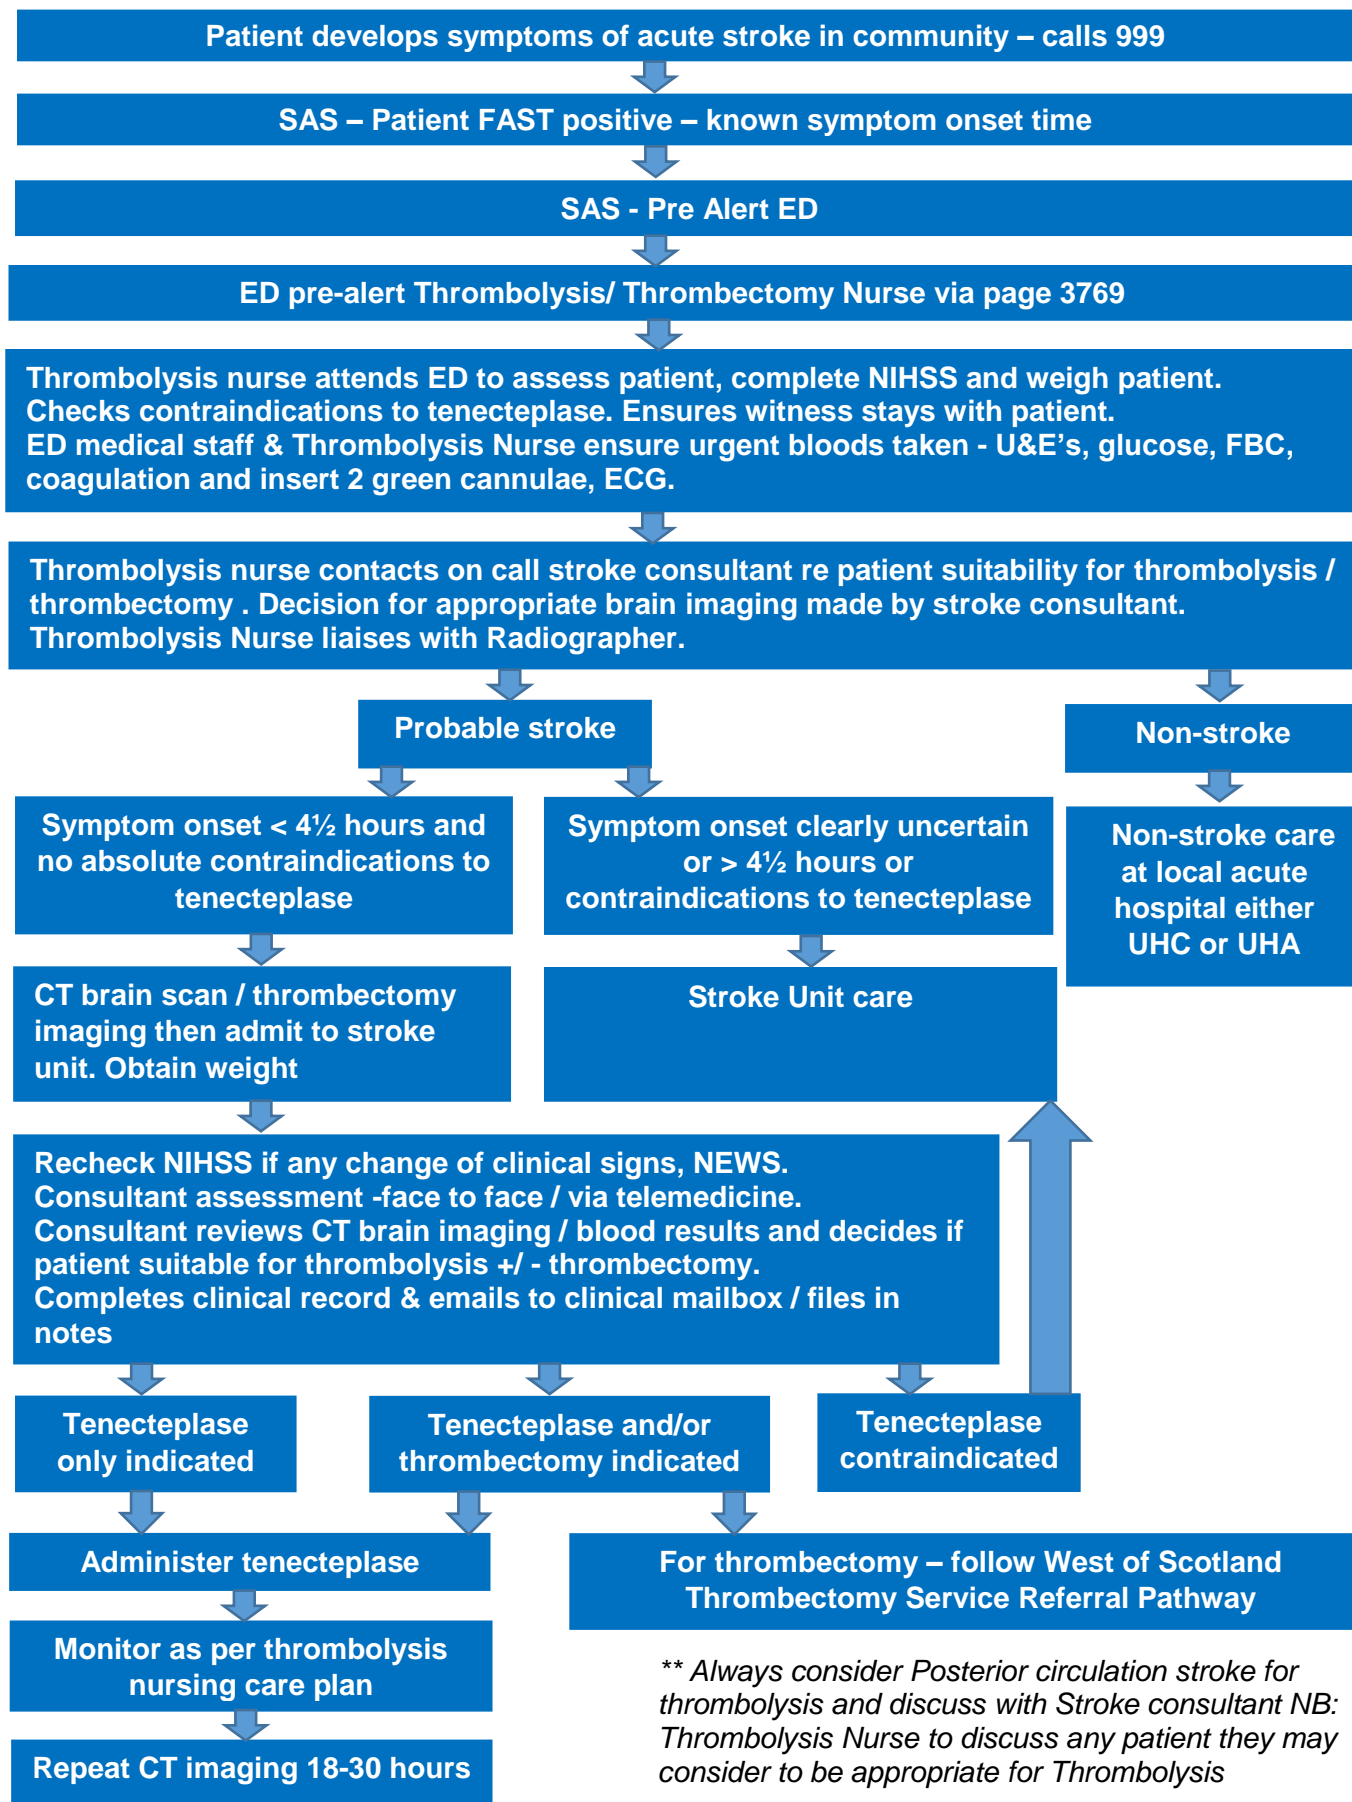 Patient develops symptoms of acute stroke in community – calls 999
SAS – Patient FAST positive – known symptom onset time
SAS - Pre Alert ED
ED pre-alert Thrombolysis/ Thrombectomy Nurse via page 3769
Thrombolysis nurse attends ED to assess patient, complete NIHSS and weigh patient.
Checks contraindications to tenecteplase. Ensures witness stays with patient.
ED medical staff & Thrombolysis Nurse ensure urgent bloods taken - U&E’s, glucose, FBC,
coagulation and insert 2 green cannulae, ECG.
Thrombolysis nurse contacts on call stroke consultant re patient suitability for thrombolysis /
thrombectomy . Decision for appropriate brain imaging made by stroke consultant.
Thrombolysis Nurse liaises with Radiographer.
Probable stroke
Non-stroke
Symptom onset < 4½ hours and
no absolute contraindications to
tenecteplase
Symptom onset clearly uncertain
or > 4½ hours or
contraindications to tenecteplase
Non-stroke care
at local acute
hospital either
UHC or UHA
CT brain scan / thrombectomy
imaging then admit to stroke
unit. Obtain weight
Stroke Unit care
Recheck NIHSS if any change of clinical signs, NEWS.
Consultant assessment -face to face / via telemedicine.
Consultant reviews CT brain imaging / blood results and decides if
patient suitable for thrombolysis +/ - thrombectomy.
Completes clinical record & emails to clinical mailbox / files in
notes
Tenecteplase
only indicated
Tenecteplase and/or
thrombectomy indicated
Tenecteplase
contraindicated
Administer tenecteplase
For thrombectomy – follow West of Scotland
Thrombectomy Service Referral Pathway
Monitor as per thrombolysis
nursing care plan
Repeat CT imaging 18-30 hours
** Always consider Posterior circulation stroke for
thrombolysis and discuss with Stroke consultant NB:
Thrombolysis Nurse to discuss any patient they may
consider to be appropriate for Thrombolysis